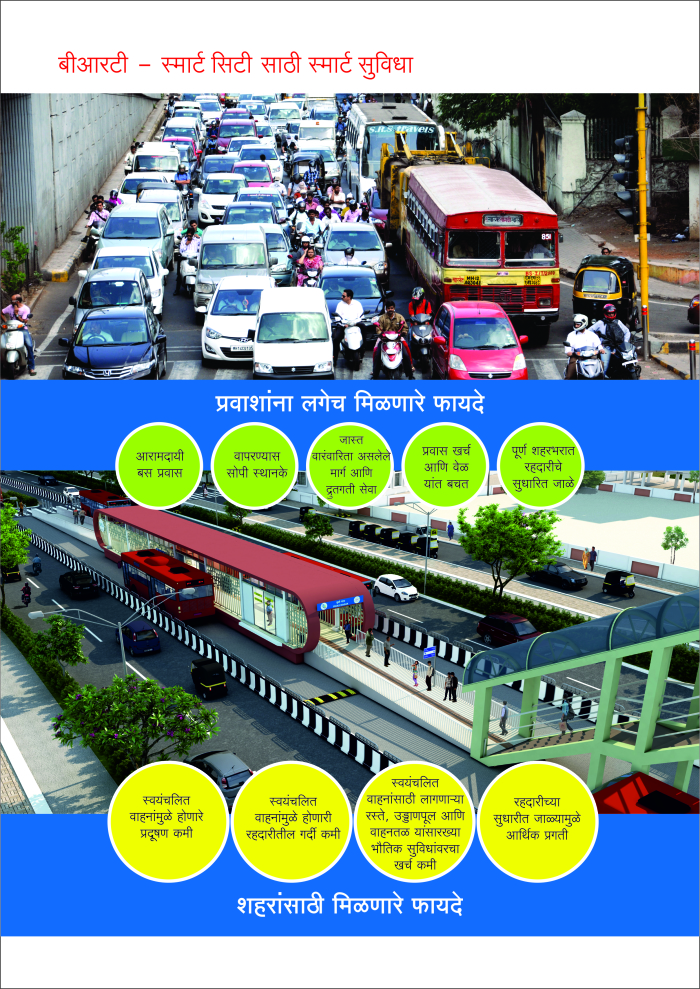 बीआरटी – स्मार्ट सिटी साठी स्मार्ट सुविधा
S.R.S Travels
851
प्रवाशांना लगेच मिळणारे फायदे
आरामदायी
बस प्रवास
वापरण्यास
सोपी स्थानके
जास्त
वारंवारिता असलेले
मार्ग आणि
द्रुतगती सेवा
प्रवास खर्च
आणि वेळ
यांत बचत
पूर्ण शहरभरात
रहदारीचे
सुधारित जाळे
स्वयंचलित
वाहनांमुळे होणारे
प्रदूषण कमी
स्वयंचलित
वाहनांमुळे होणारी
रहदारीतील गर्दी कमी
स्वयंचलित
वाहनांसाठी लागणाऱ्या
रस्ते, उड्डाणपूल आणि
वाहनतळ यांसारख्या
भौतिक सुविधांवरचा
खर्च कमी
रहदारीच्या
सुधारीत जाळ्यामुळे
आर्थिक प्रगती
शहरांसाठी मिळणारे फायदे